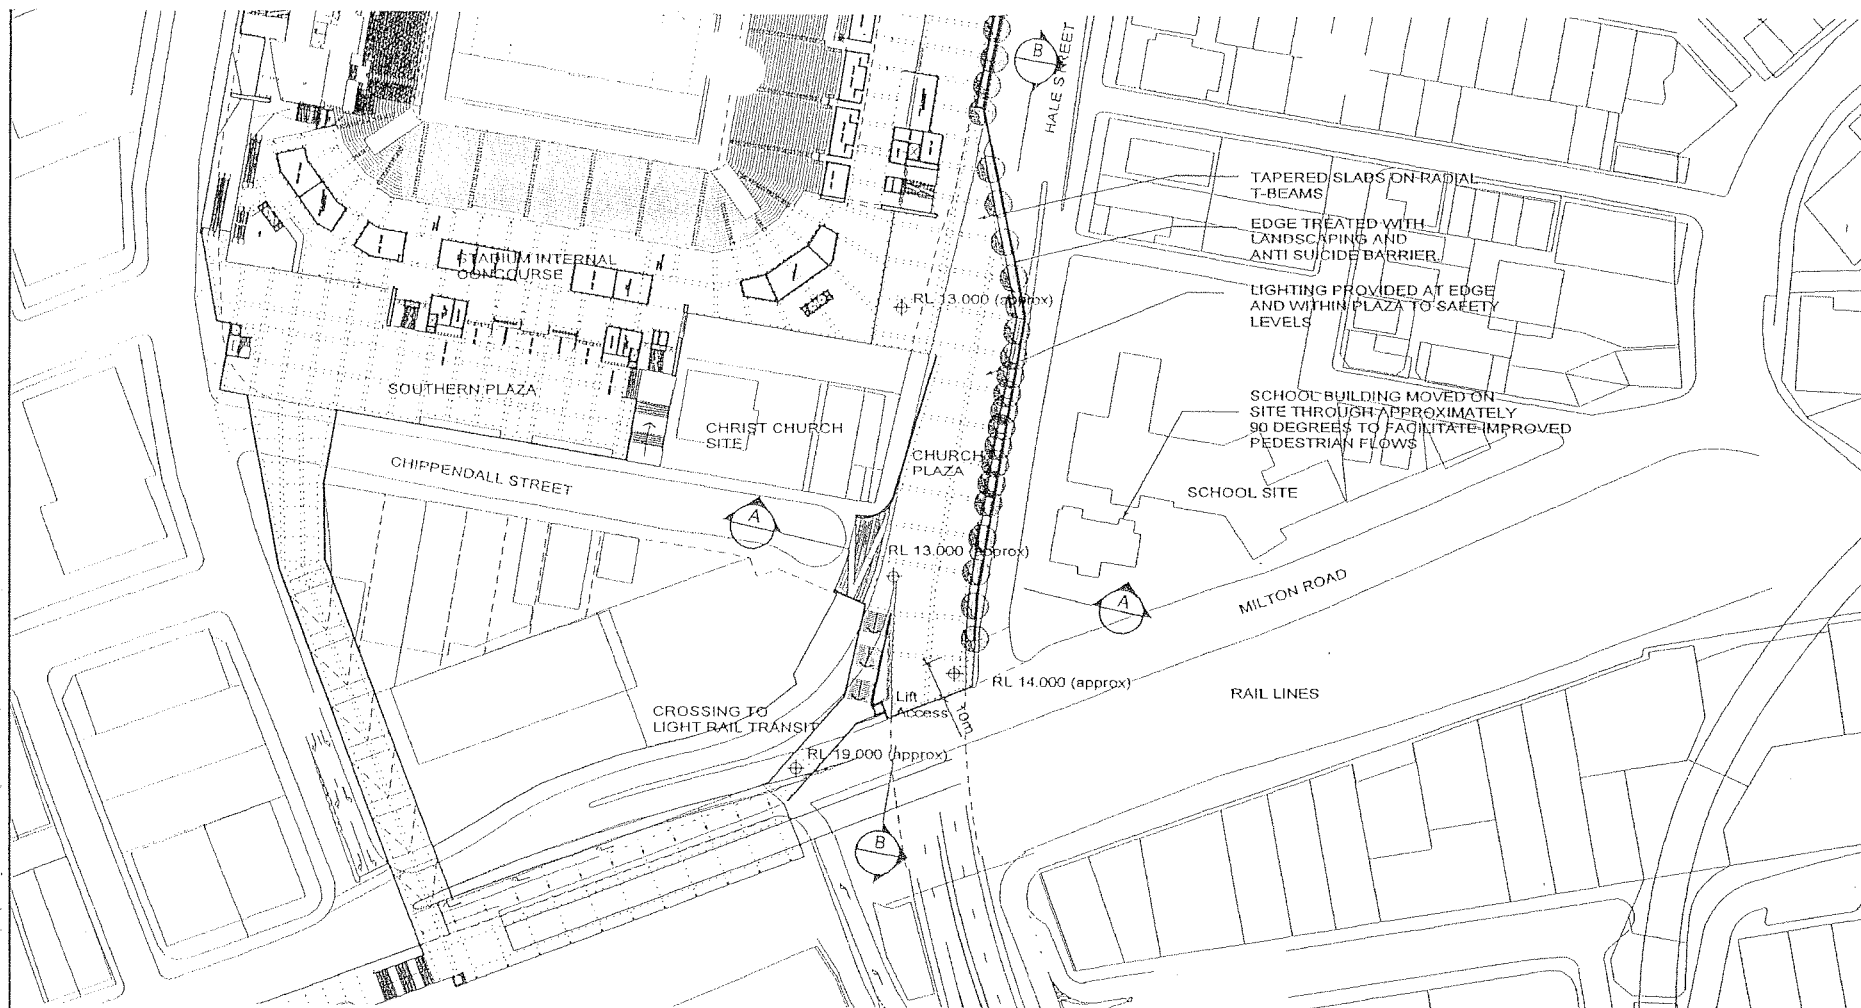 B
HALE STREET
TAPERED SLABS ON RADIAL
T-BEAMS
EDGE TREATED WITH
LANDSCAPING AND
ANTI SUICIDE BARRIER.
STADIUM INTERNAL
CONCOURSE
RL 13.000 (approx)
LIGHTING PROVIDED AT EDGE
AND WITHIN PLAZA TO SAFETY
LEVELS
SOUTHERN PLAZA
SCHOOL BUILDING MOVED ON
SITE THROUGH APPROXIMATELY
90 DEGREES TO FACILITATE IMPROVED
PEDESTRIAN FLOWS
CHRIST CHURCH
SITE
CHURCH
PLAZA
CHIPPENDALL STREET
SCHOOL SITE
A
RL 13.000 (approx)
A
MILTON ROAD
RL 14.000 (approx)
RAIL LINES
Lift
Access
10m
CROSSING TO
LIGHT RAIL TRANSIT
RL 19.000 (approx)
B